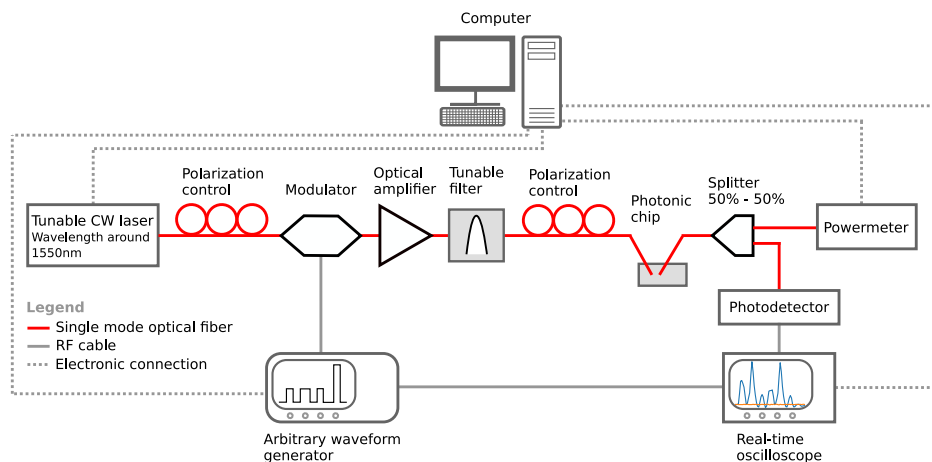 Computer
Polarization
control
Modulator
Optical
amplifier
Tunable
filter
Polarization
control
Photonic
chip
Splitter
50% - 50%
Tunable CW laser
Wavelength around
1550nm
Powermeter
Photodetector
Legend
Single mode optical fiber
RF cable
Electronic connection
Arbitrary waveform
generator
Real-time
oscilloscope